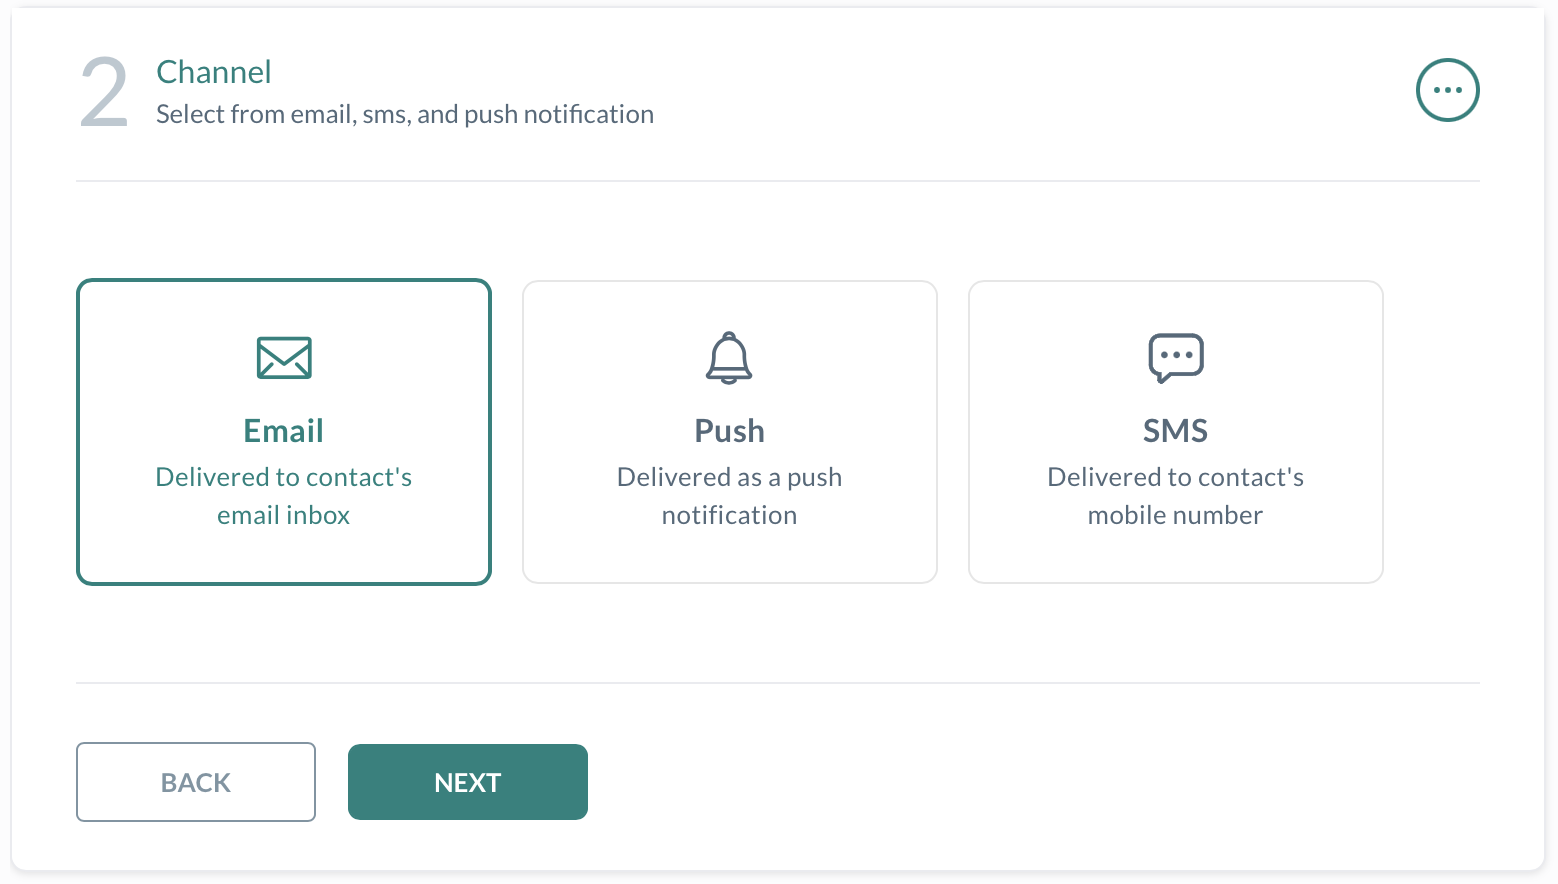 2
Channel
Select from email, sms, and push notification
Email
Delivered to contact's
email inbox
Push
Delivered as a push
notification
SMS
Delivered to contact's
mobile number
BACK
NEXT